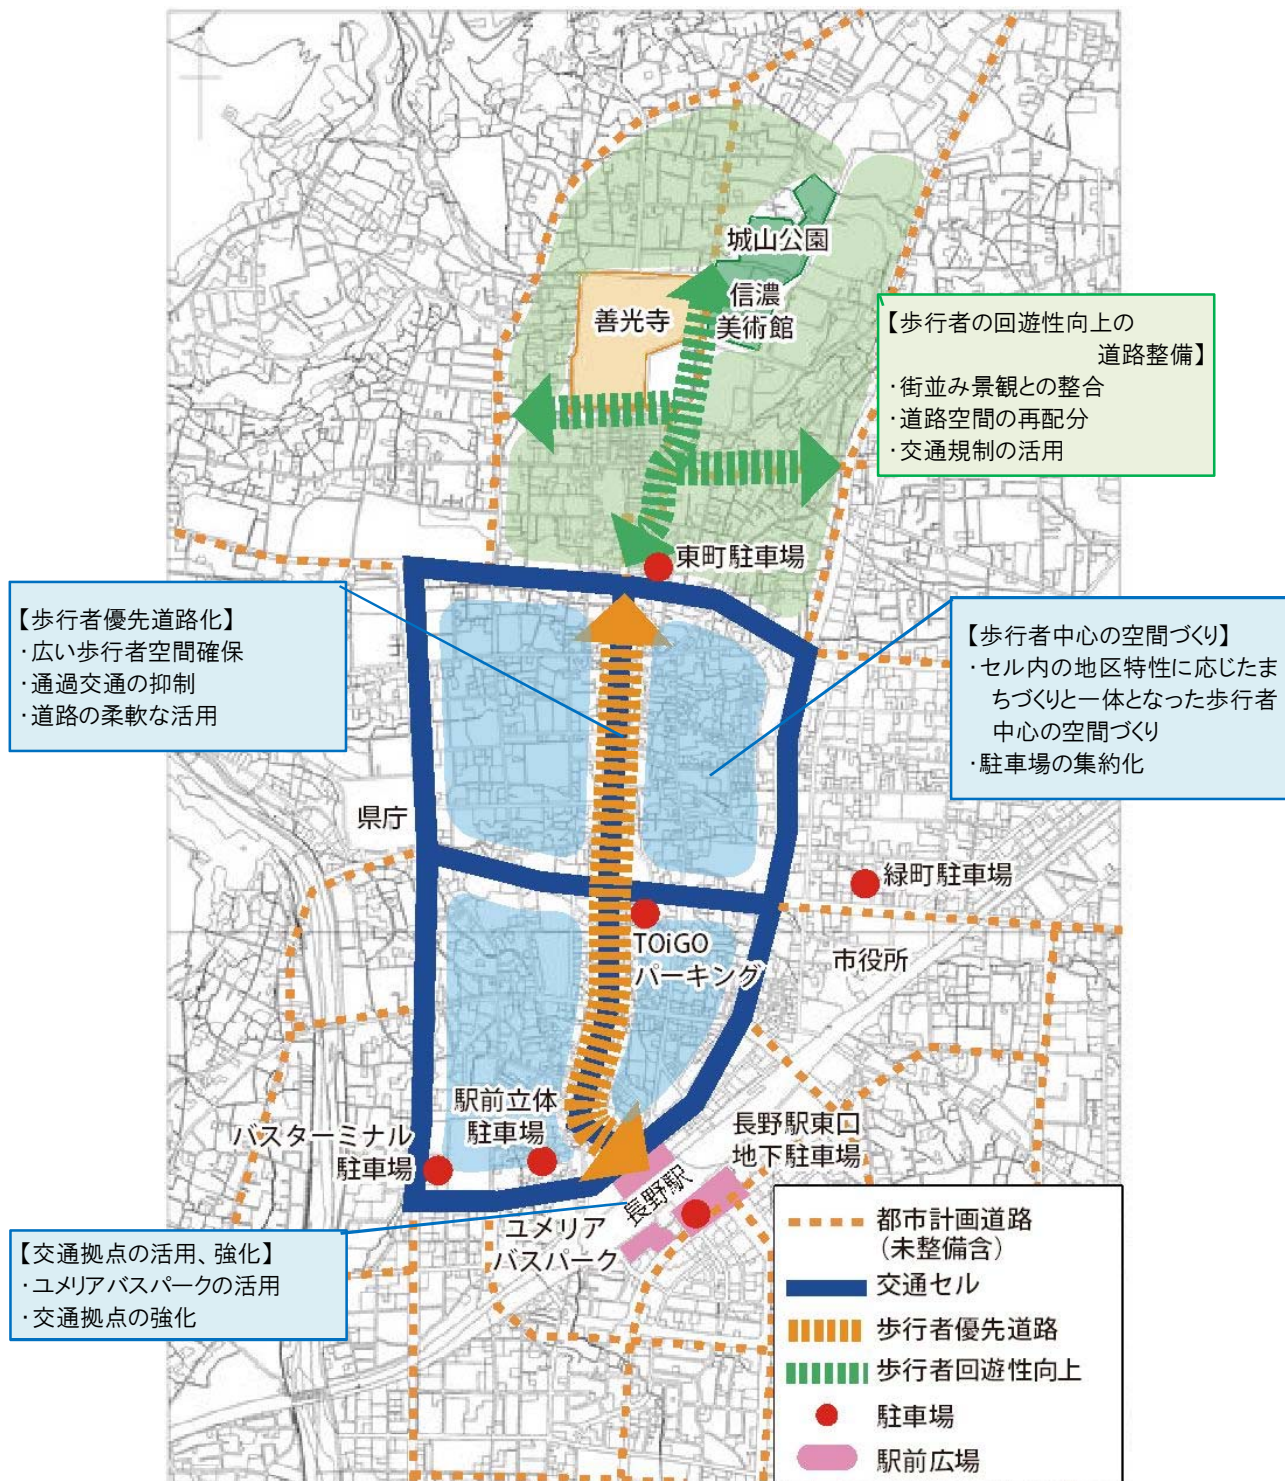 城山公園
信濃
美術館
善光寺
【歩行者の回遊性向上の
道路整備】
・街並み景観との整合
・道路空間の再配分
・交通規制の活用
東町駐車場
【歩行者優先道路化】
・広い歩行者空間確保
・通過交通の抑制
・道路の柔軟な活用
【歩行者中心の空間づくり】
・セル内の地区特性に応じたま
ちづくりと一体となった歩行者
中心の空間づくり
・駐車場の集約化
県庁
緑町駐車場
TOiGO
パーキング
市役所
駅前立体
駐車場
バスターミナル
駐車場
長野駅東口
地下駐車場
長野駅
ユメリア
バスパーク
【交通拠点の活用、強化】
・ユメリアバスパークの活用
・交通拠点の強化
都市計画道路
（未整備含）
交通セル
歩行者優先道路
歩行者回遊性向上
駐車場
駅前広場